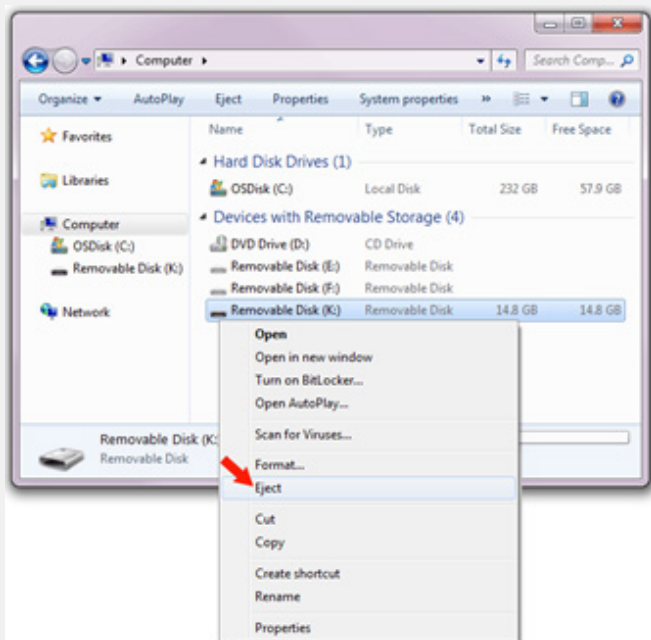 Computer
Search Comp...
Organize AutoPlay Eject Properties System properties »
Favorites
Libraries
Computer
OSDisk (C:)
Removable Disk (K:)
Network
Name Type Total Size Free Space
Hard Disk Drives (1)
OSDisk (C:) Local Disk 232 GB 57.9 GB
Devices with Removable Storage (4)
DVD Drive (D:) CD Drive
Removable Disk (E:) Removable Disk
Removable Disk (F:) Removable Disk
Removable Disk (K:) Removable Disk 14.8 GB 14.8 GB
Open
Open in new window
Turn on BitLocker...
Open AutoPlay...
Scan for Viruses...
Format...
Eject
Cut
Copy
Create shortcut
Rename
Properties
Removable Disk (K:
Removable Disk